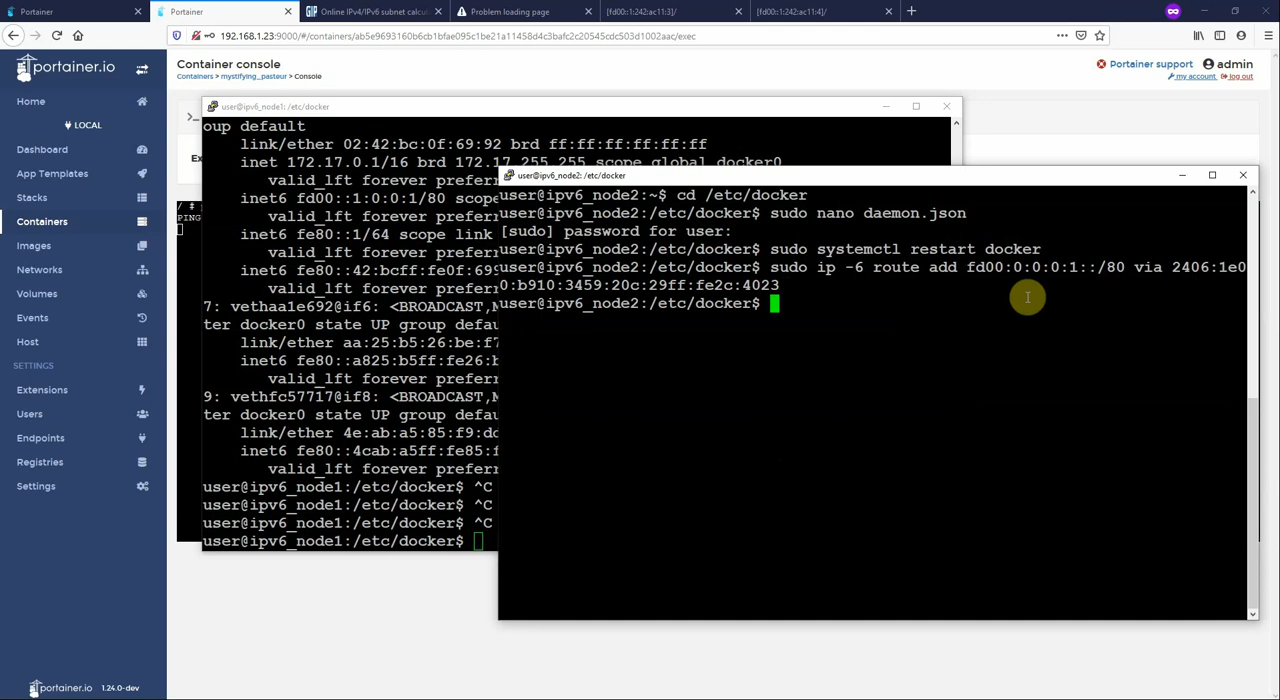 Portainer
Portainer
Online IPv4/IPv6 subnet calcul
Problem loading page
[fd00::1:242:ac11:3]/
[fd00::1:242:ac11:4]/
192.168.1.23:9000/#/containers/ab5e9693160b6cb1bfae095c1be21a11458d4c3bafc2c9545320cdc503d1002aac/exec
portainer.io
Container console
Containers > mystifying_pasteur > Console
Portainer support
admin
my account
log out
Home
LOCAL
Dashboard
App Templates
Stacks
Containers
Images
Networks
Volumes
Events
Host
SETTINGS
Extensions
Users
Endpoints
Registries
Settings
portainer.io 1.24.0-dev
>_
Ex
/ #
PING
user@ipv6_node1: /etc/docker
oup default
link/ether 02:42:bc:0f:69:92 brd ff:ff:ff:ff:ff:ff
inet 172.17.0.1/16 brd 172.17.255.255 scope global docker0
valid_lft forever prefer
inet6 fd00::1:0:0:1/80 scop
valid_lft forever prefer
inet6 fe80::1/64 scope link
valid_lft forever prefer
inet6 fe80::42:bcff:fe0f:699
valid_lft forever prefer
7: vethaa1e692@if6: <BROADCAST,M
ter docker0 state UP group defau
link/ether aa:25:b5:26:be:f7
inet6 fe80::a825:b5ff:fe26:b
valid_lft forever prefer
9: vethfc57717@if8: <BROADCAST,M
ter docker0 state UP group defau
link/ether 4e:ab:a5:85:f9:dc
inet6 fe80::4cab:a5ff:fe85:f
valid_lft forever prefer
user@ipv6_node1:/etc/docker$ ^C
user@ipv6_node1:/etc/docker$ ^C
user@ipv6_node1:/etc/docker$ ^C
user@ipv6_node1:/etc/docker$
user@ipv6_node2: /etc/docker
user@ipv6_node2:~$ cd /etc/docker
user@ipv6_node2:/etc/docker$ sudo nano daemon.json
[sudo] password for user:
user@ipv6_node2:/etc/docker$ sudo systemctl restart docker
user@ipv6_node2:/etc/docker$ sudo ip -6 route add fd00:0:0:0:1::/80 via 2406:1e0
0:b910:3459:20c:29ff:fe2c:4023
user@ipv6_node2:/etc/docker$